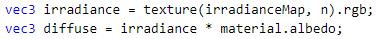 vec3 irradiance = texture(irradianceMap, n).rgb;
vec3 diffuse = irradiance * material.albedo;